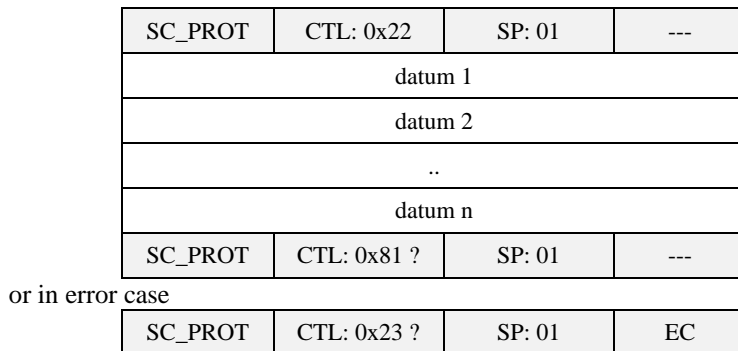 SC_PROT CTL: 0x22 SP: 01 ---
datum 1
datum 2
..
datum n
SC_PROT CTL: 0x81 ? SP: 01 ---
or in error case
SC_PROT CTL: 0x23 ? SP: 01 EC